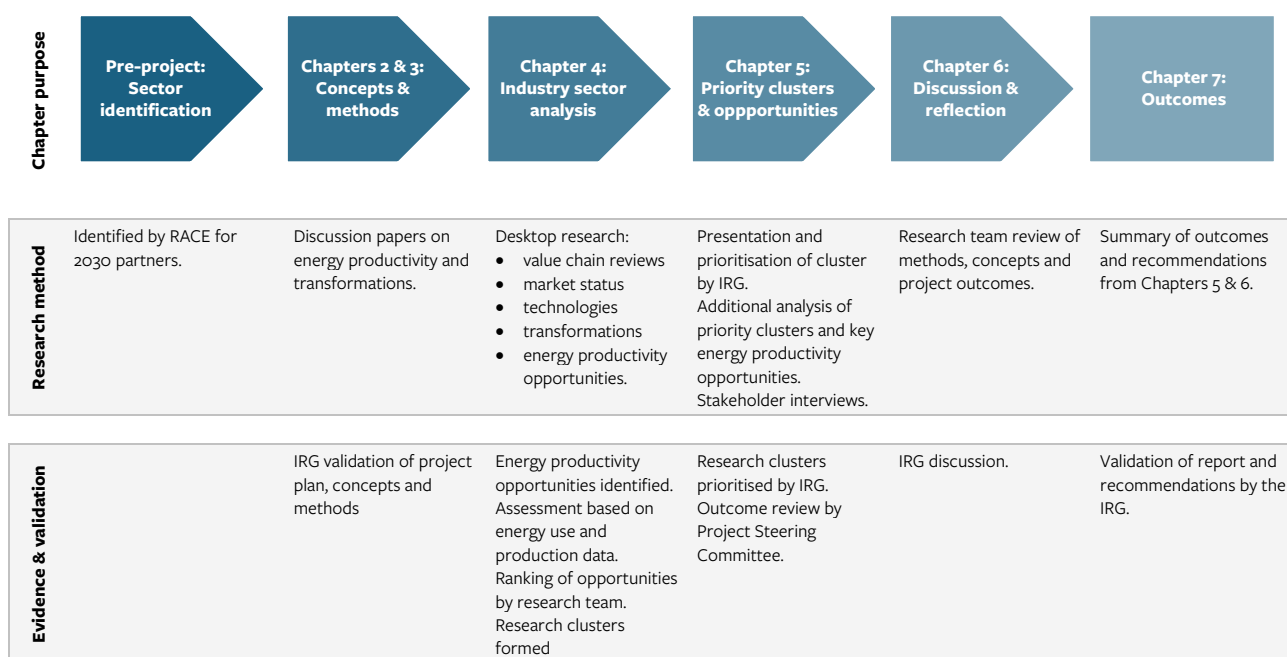 Chapter purpose
Pre-project:
Sector
identification
Chapters 2 & 3:
Concepts &
methods
Chapter 4:
Industry sector
analysis
Chapter 5:
Priority clusters
& oppportunities
Chapter 6:
Discussion &
reflection
Chapter 7:
Outcomes
Research method
Identified by RACE for
2030 partners.
Discussion papers on
energy productivity and
transformations.
Desktop research:
• value chain reviews
• market status
• technologies
• transformations
• energy productivity
opportunities.
Presentation and
prioritisation of cluster
by IRG.
Additional analysis of
priority clusters and key
energy productivity
opportunities.
Stakeholder interviews.
Research team review of
methods, concepts and
project outcomes.
Summary of outcomes
and recommendations
from Chapters 5 & 6.
Evidence & validation
IRG validation of project
plan, concepts and
methods
Energy productivity
opportunities identified.
Assessment based on
energy use and
production data.
Ranking of opportunities
by research team.
Research clusters
formed
Research clusters
prioritised by IRG.
Outcome review by
Project Steering
Committee.
IRG discussion.
Validation of report and
recommendations by the
IRG.